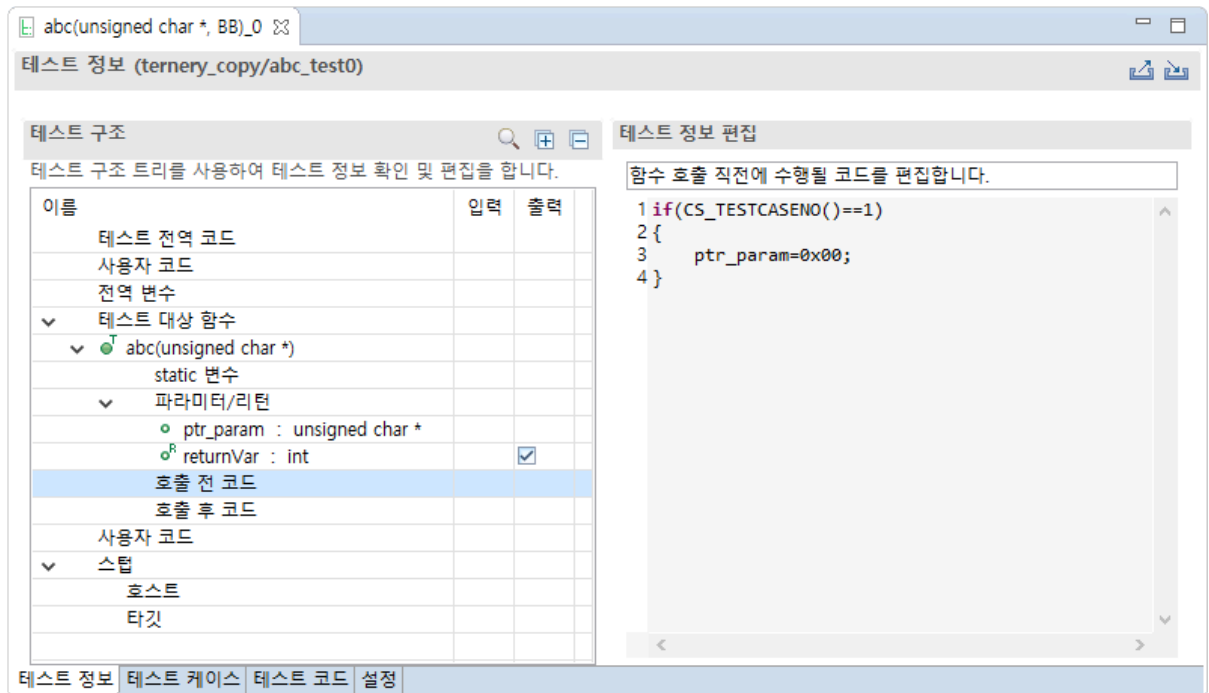 abc(unsigned char *, BB)_0
테스트 정보 (ternery_copy/abc_test0)
테스트 구조
테스트 구조 트리를 사용하여 테스트 정보 확인 및 편집을 합니다.
이름 입력 출력
테스트 전역 코드
사용자 코드
전역 변수
테스트 대상 함수
T abc(unsigned char *)
static 변수
파라미터/리턴
ptr_param : unsigned char *
R returnVar : int
호출 전 코드
호출 후 코드
사용자 코드
스텁
호스트
타깃
테스트 정보 편집
함수 호출 직전에 수행될 코드를 편집합니다.
1 if(CS_TESTCASENO()==1)
2 {
3 ptr_param=0x00;
4 }
테스트 정보 테스트 케이스 테스트 코드 설정